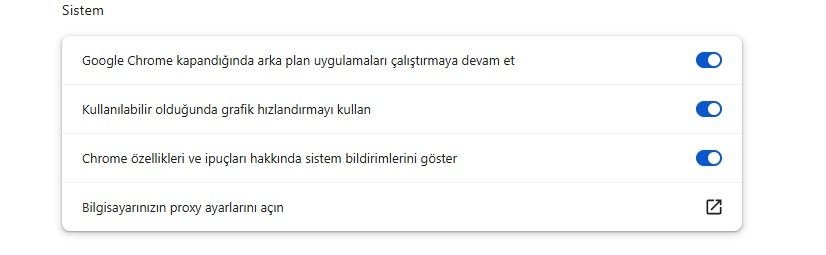 Sistem
Google Chrome kapandığında arka plan uygulamaları çalıştırmaya devam et
Kullanılabilir olduğunda grafik hızlandırmayı kullan
Chrome özellikleri ve ipuçları hakkında sistem bildirimlerini göster
Bilgisayarınızın proxy ayarlarını açın